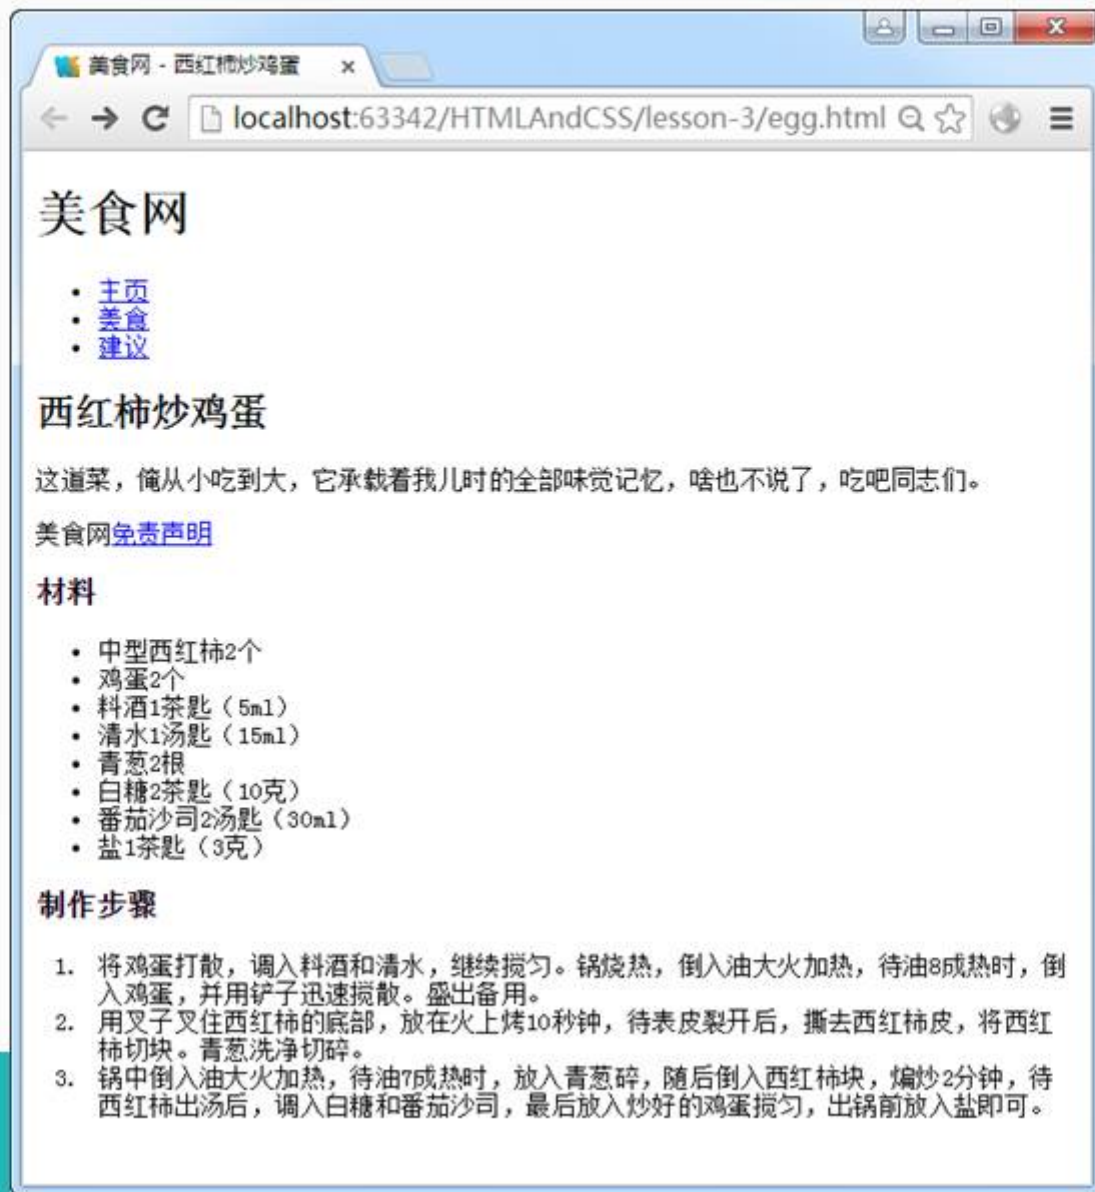 美食网 - 西红柿炒鸡蛋
localhost:63342/HTMLAndCSS/lesson-3/egg.html
美食网
• 主页
• 美食
• 建议
西红柿炒鸡蛋
这道菜，俺从小吃到大，它承载着我儿时的全部味觉记忆，啥也不说了，吃吧同志们。
美食网免责声明
材料
• 中型西红柿2个
• 鸡蛋2个
• 料酒1茶匙（5ml）
• 清水1汤匙（15ml）
• 青葱2根
• 白糖2茶匙（10克）
• 番茄沙司2汤匙（30ml）
• 盐1茶匙（3克）
制作步骤
1. 将鸡蛋打散，调入料酒和清水，继续搅匀。锅烧热，倒入油大火加热，待油8成热时，倒
入鸡蛋，并用铲子迅速搅散。盛出备用。
2. 用叉子叉住西红柿的底部，放在火上烤10秒钟，待表皮裂开后，撕去西红柿皮，将西红
柿切块。青葱洗净切碎。
3. 锅中倒入油大火加热，待油7成热时，放入青葱碎，随后倒入西红柿块，煸炒2分钟，待
西红柿出汤后，调入白糖和番茄沙司，最后放入炒好的鸡蛋搅匀，出锅前放入盐即可。